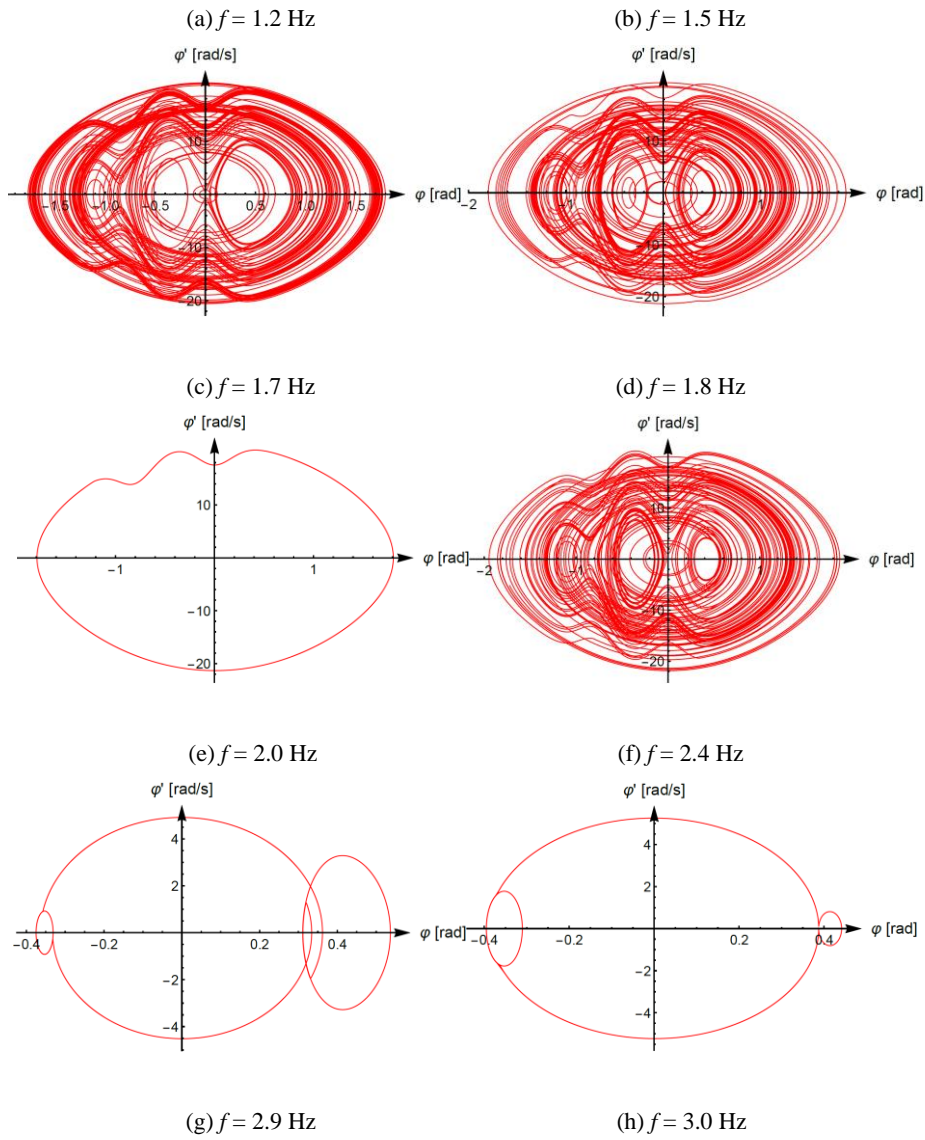 (a) f = 1.2 Hz (b) f = 1.5 Hz
φ' [rad/s] φ' [rad/s]
10 10
φ [rad] φ [rad]
-1.5 -0.5 0.5 1.0 1.5 -2 -1 1
-10 -10
-20 -20
(c) f = 1.7 Hz (d) f = 1.8 Hz
φ' [rad/s] φ' [rad/s]
10 10
φ [rad] φ [rad]
-1 1 -2 -1 1
-10 -10
-20 -20
(e) f = 2.0 Hz (f) f = 2.4 Hz
φ' [rad/s] φ' [rad/s]
4 4
2 2
φ [rad] φ [rad]
-0.4 -0.2 0.2 0.4 -0.4 -0.2 0.2 0.4
-2 -2
-4 -4
(g) f = 2.9 Hz (h) f = 3.0 Hz